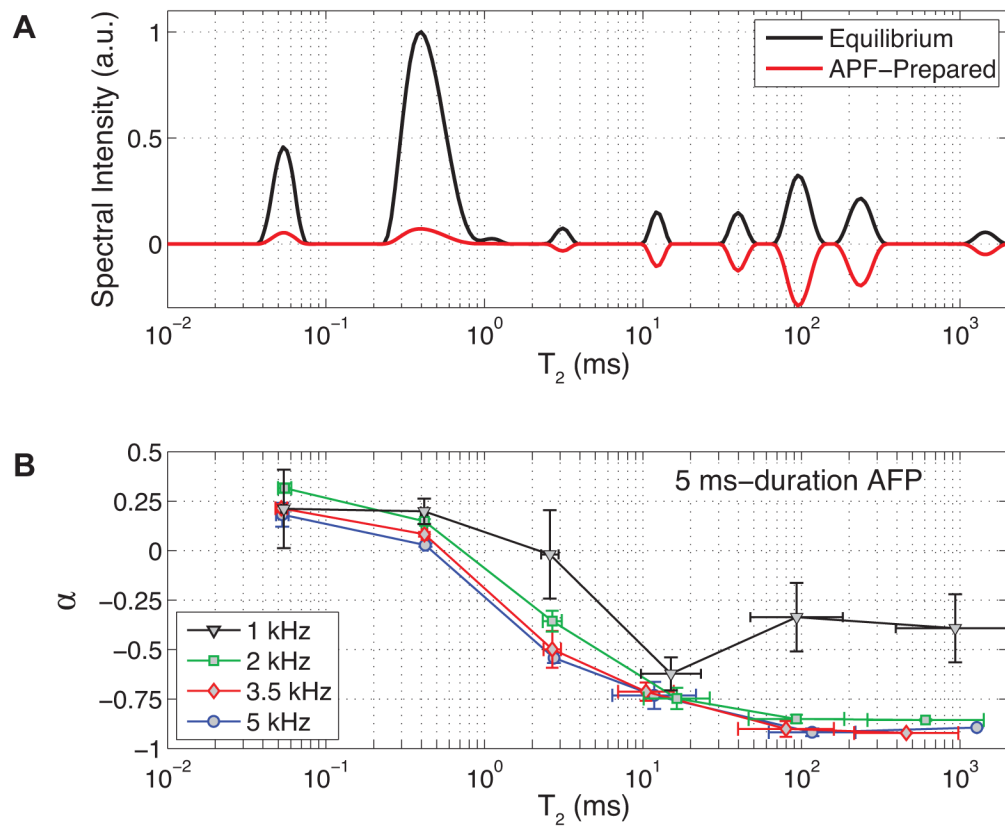 A
Spectral Intensity (a.u.)
1
0.5
0
Equilibrium
APF-Prepared
10^-2 10^-1 10^0 10^1 10^2 10^3
T_2 (ms)
B
α
0.5
0.25
0
-0.25
-0.5
-0.75
-1
5 ms-duration AFP
1 kHz
2 kHz
3.5 kHz
5 kHz
10^-2 10^-1 10^0 10^1 10^2 10^3
T_2 (ms)